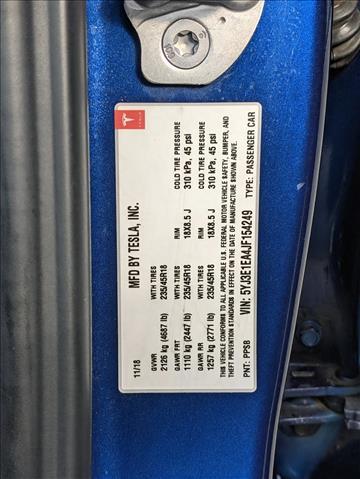 TESLA
MFD BY TESLA, INC.
11/18
GVWR WITH TIRES RIM COLD TIRE PRESSURE
2126 kg (4687 lb) 235/45R18 18X8.5 J 310 kPa, 45 psi
GAWR FRT WITH TIRES RIM COLD TIRE PRESSURE
1110 kg (2447 lb) 235/45R18 18X8.5 J 310 kPa, 45 psi
GAWR RR
1257 kg (2771 lb) 235/45R18
THIS VEHICLE CONFORMS TO ALL APPLICABLE U.S. FEDERAL MOTOR VEHICLE SAFETY, BUMPER, AND
THEFT PREVENTION STANDARDS IN EFFECT ON THE DATE OF MANUFACTURE SHOWN ABOVE.
VIN: 5YJ3E1EA4JF154249
PNT: PPSB TYPE: PASSENGER CAR